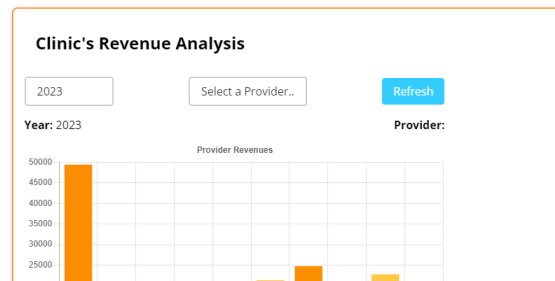 Clinic's Revenue Analysis
2023 Select a Provider.. Refresh
Year: 2023 Provider:
Provider Revenues
50000
45000
40000
35000
30000
25000